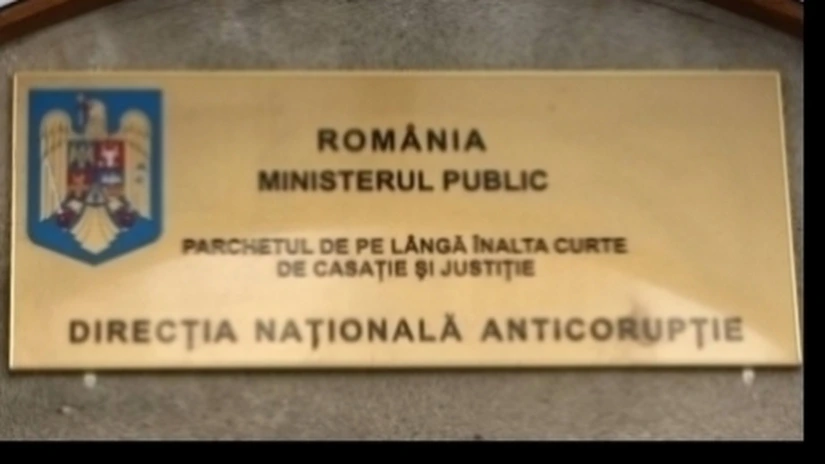 ROMÂNIA
MINISTERUL PUBLIC
PARCHETUL DE PE LÂNGĂ ÎNALTA CURTE
DE CASAȚIE ȘI JUSTIȚIE
DIRECȚIA NAȚIONALĂ ANTICORUPȚIE